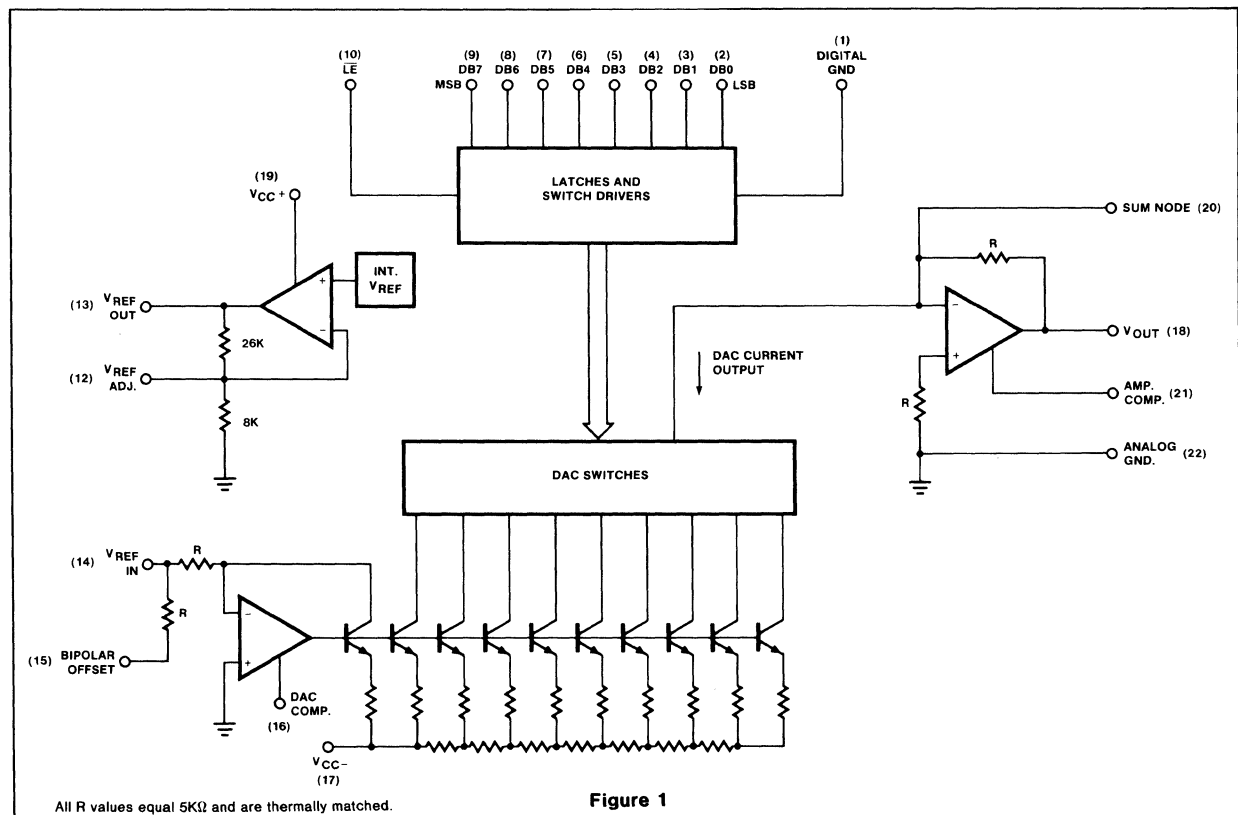 (10)
LE
(9)
DB7
(8)
DB6
(7)
DB5
(6)
DB4
(5)
DB3
(4)
DB2
(3)
DB1
(2)
DB0
MSB
LSB
(1)
DIGITAL
GND
LATCHES AND
SWITCH DRIVERS
(19)
VCC+
INT.
VREF
(13) VREF
OUT
26K
(12) VREF
ADJ.
8K
SUM NODE (20)
R
-
+
VOUT (18)
AMP.
COMP. (21)
R
ANALOG
GND. (22)
DAC CURRENT
OUTPUT
+
-
DAC SWITCHES
(14) VREF
IN
R
R
-
+
(15) BIPOLAR
OFFSET
DAC
COMP.
(16)
VCC-
(17)
All R values equal 5KΩ and are thermally matched.
Figure 1